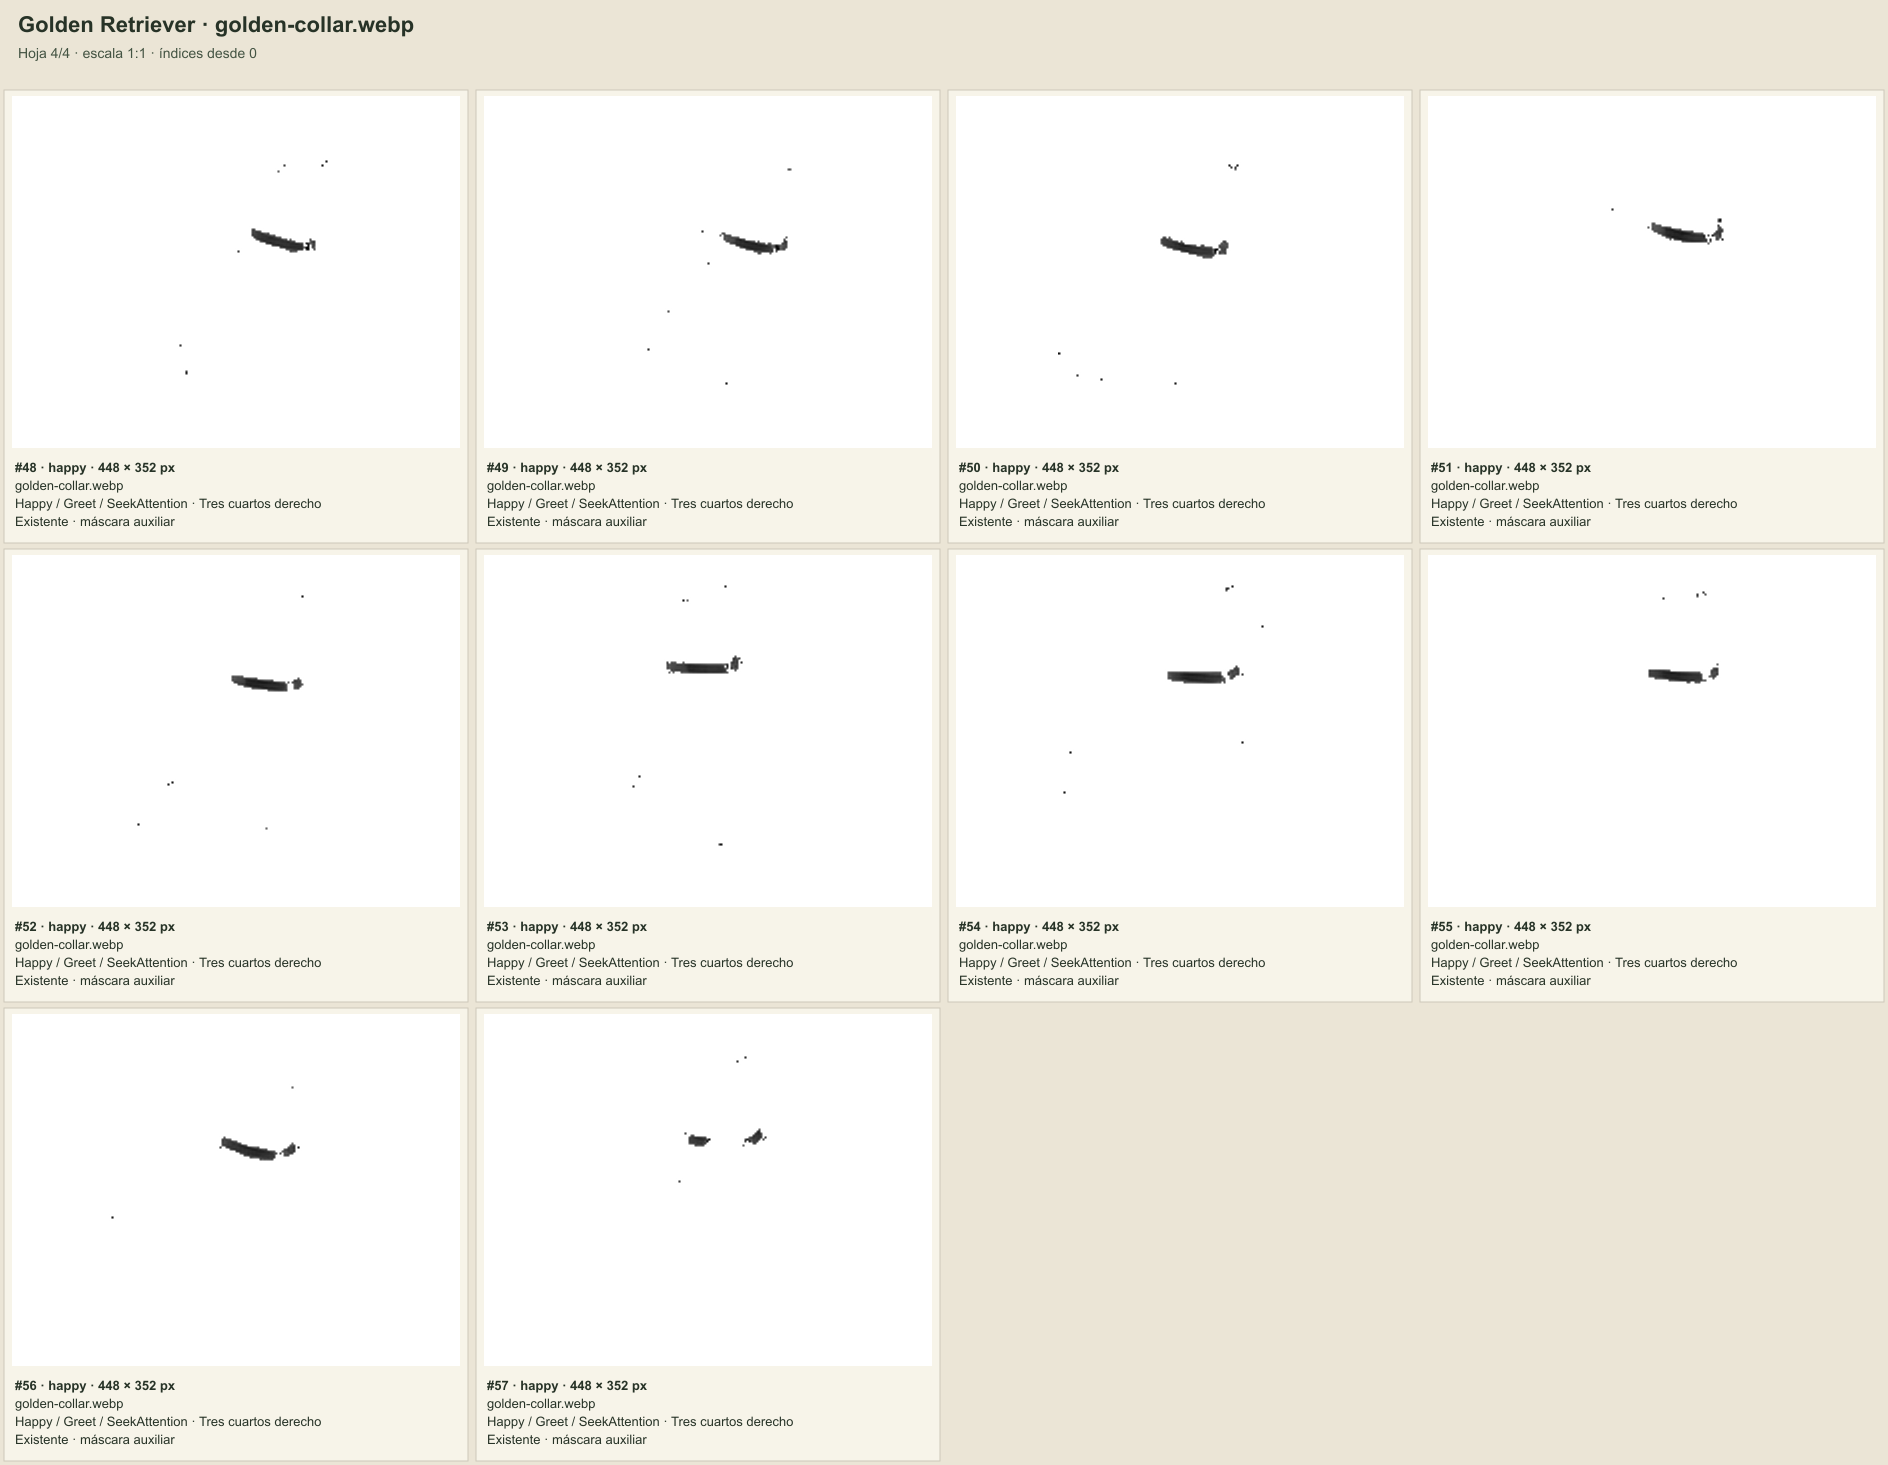 Golden Retriever · golden-collar.webp
Hoja 4/4 · escala 1:1 · índices desde 0
#48 · happy · 448 × 352 px
golden-collar.webp
Happy / Greet / SeekAttention · Tres cuartos derecho
Existente · máscara auxiliar
#49 · happy · 448 × 352 px
golden-collar.webp
Happy / Greet / SeekAttention · Tres cuartos derecho
Existente · máscara auxiliar
#50 · happy · 448 × 352 px
golden-collar.webp
Happy / Greet / SeekAttention · Tres cuartos derecho
Existente · máscara auxiliar
#51 · happy · 448 × 352 px
golden-collar.webp
Happy / Greet / SeekAttention · Tres cuartos derecho
Existente · máscara auxiliar
#52 · happy · 448 × 352 px
golden-collar.webp
Happy / Greet / SeekAttention · Tres cuartos derecho
Existente · máscara auxiliar
#53 · happy · 448 × 352 px
golden-collar.webp
Happy / Greet / SeekAttention · Tres cuartos derecho
Existente · máscara auxiliar
#54 · happy · 448 × 352 px
golden-collar.webp
Happy / Greet / SeekAttention · Tres cuartos derecho
Existente · máscara auxiliar
#55 · happy · 448 × 352 px
golden-collar.webp
Happy / Greet / SeekAttention · Tres cuartos derecho
Existente · máscara auxiliar
#56 · happy · 448 × 352 px
golden-collar.webp
Happy / Greet / SeekAttention · Tres cuartos derecho
Existente · máscara auxiliar
#57 · happy · 448 × 352 px
golden-collar.webp
Happy / Greet / SeekAttention · Tres cuartos derecho
Existente · máscara auxiliar